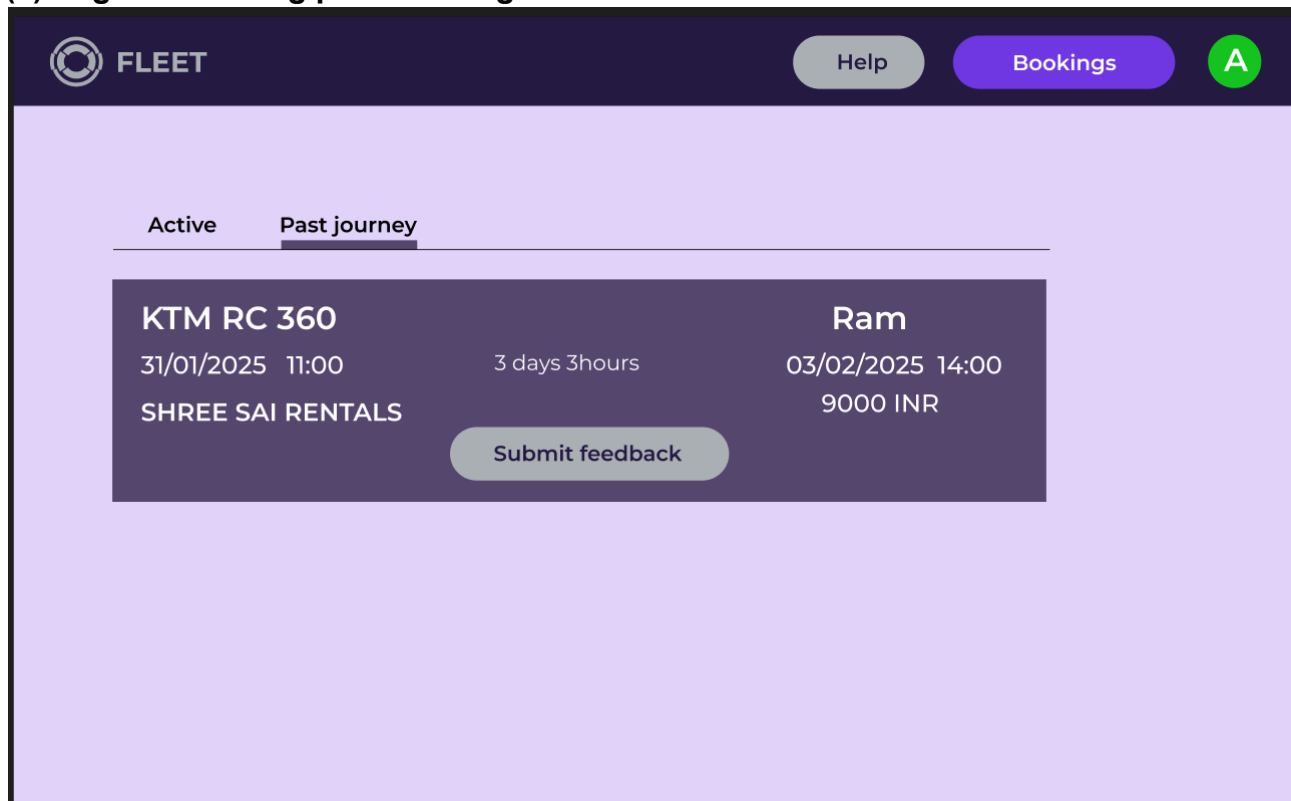 FLEET Help Bookings A
Active Past journey
KTM RC 360 Ram
31/01/2025 11:00 3 days 3hours 03/02/2025 14:00
SHREE SAI RENTALS 9000 INR
Submit feedback